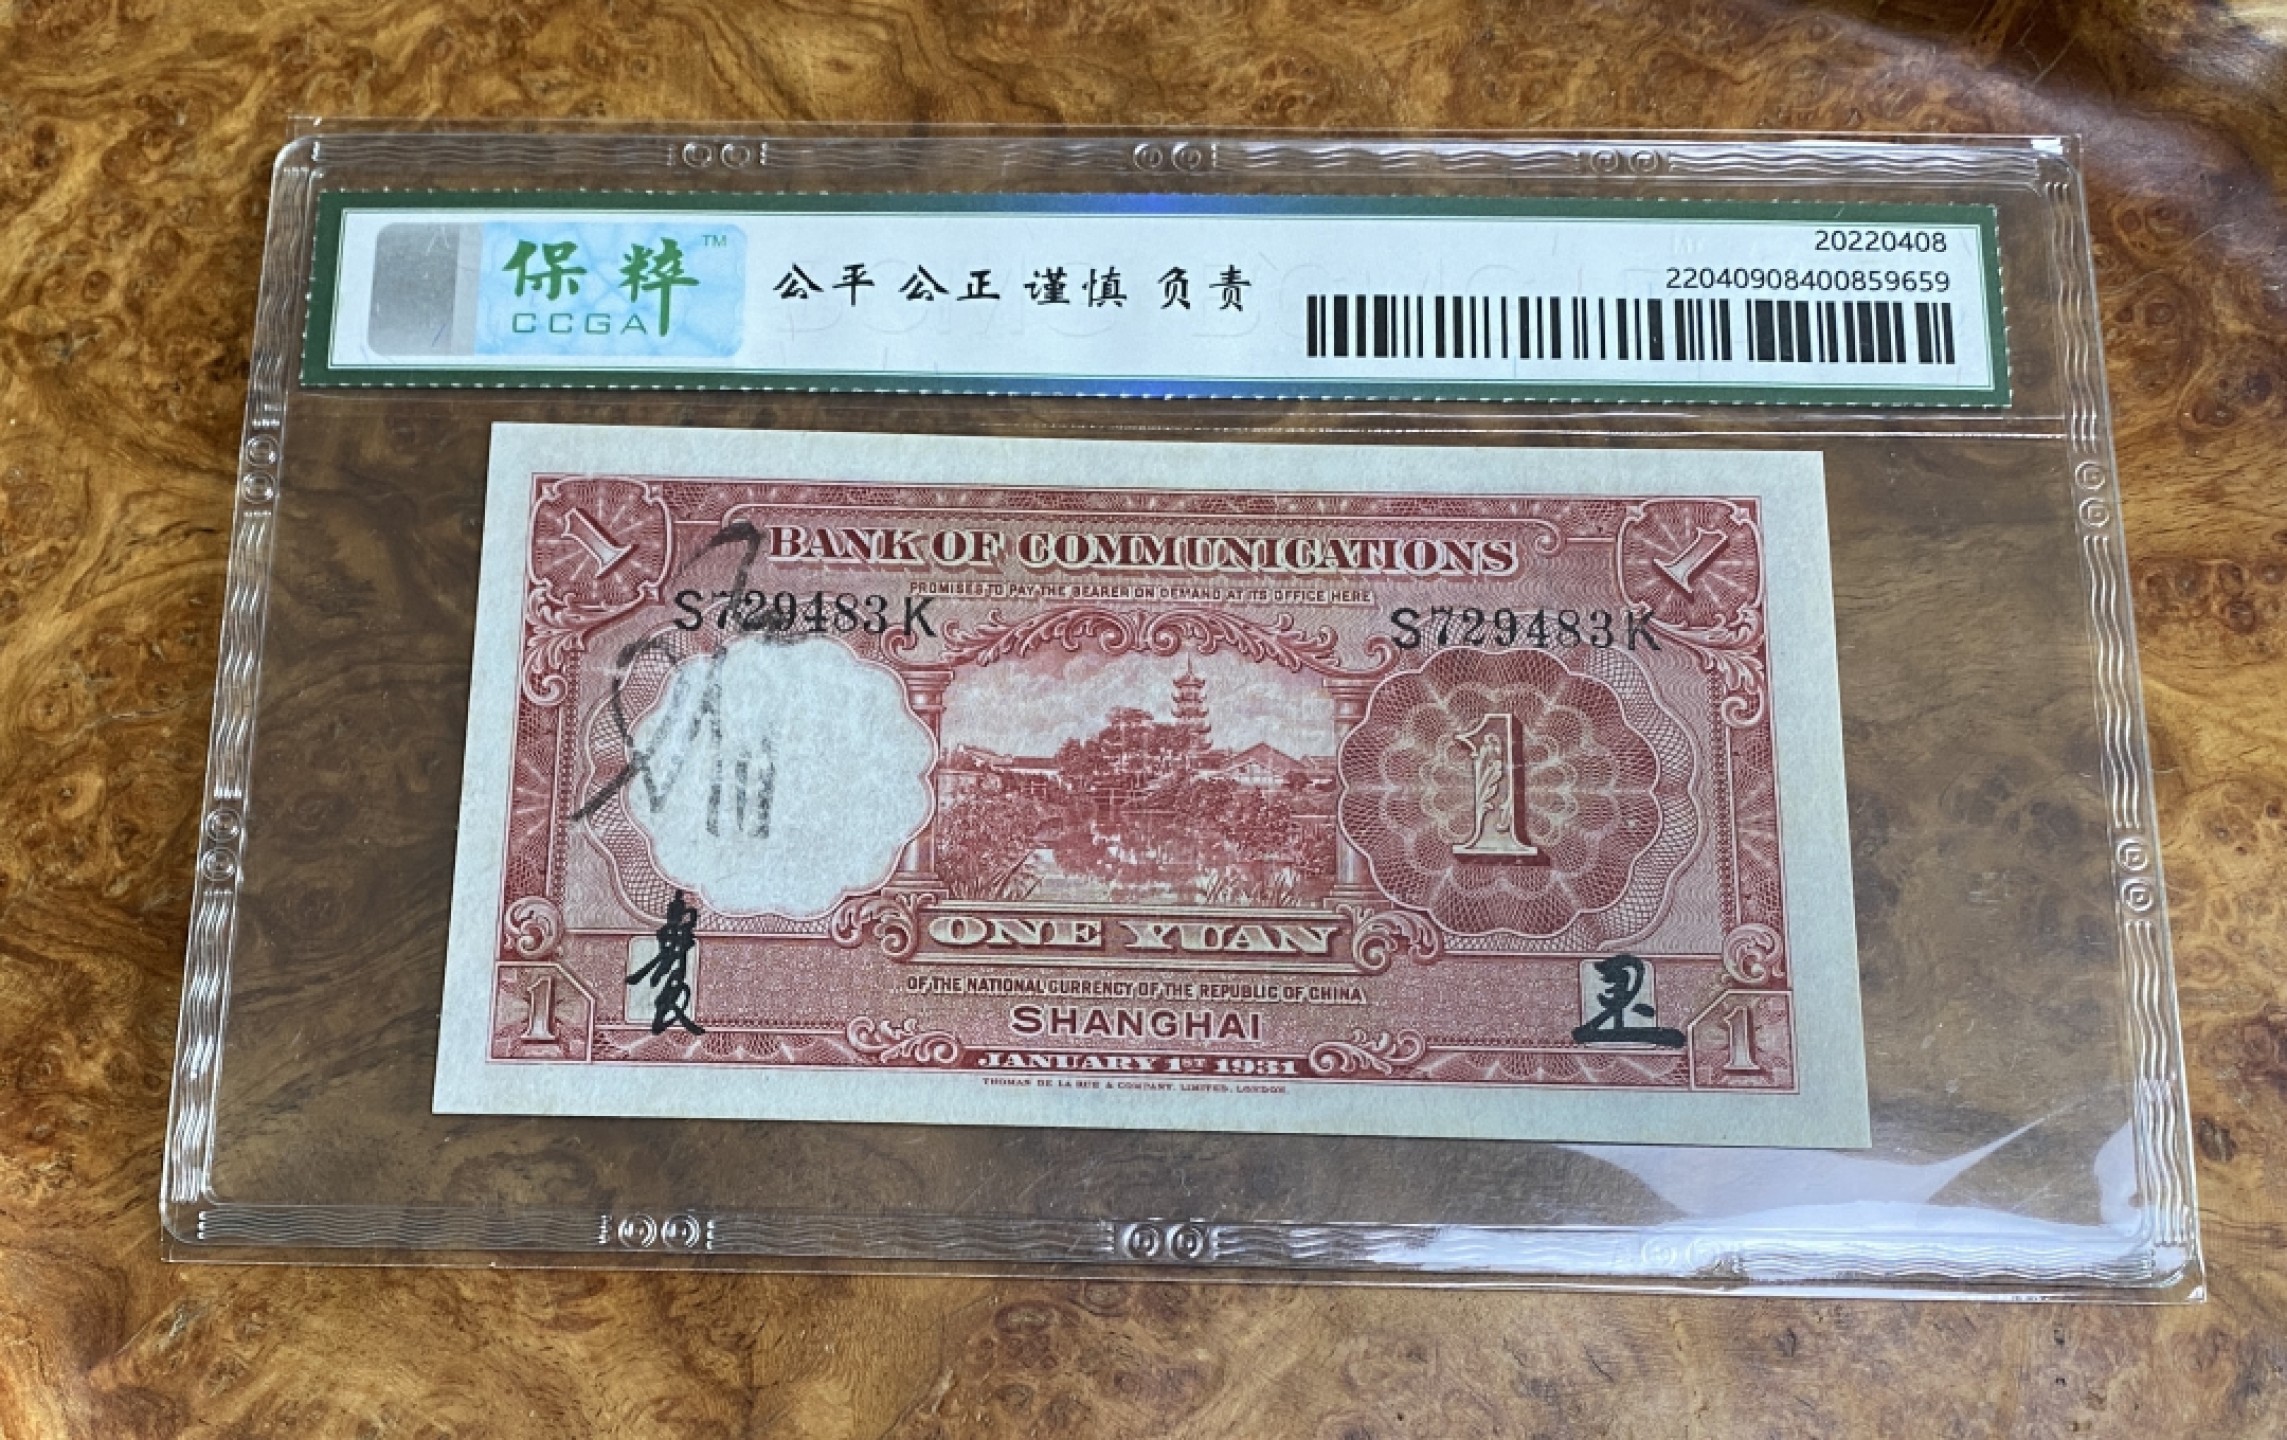 保粹™
CCGA
公平 公正 谨慎 负责
20220408
22040908400859659
1
1
BANK OF COMMUNICATIONS
PROMISES TO PAY THE BEARER ON DEMAND AT ITS OFFICE HERE
S729483K
S729483K
1
ONE YUAN
OF THE NATIONAL CURRENCY OF THE REPUBLIC OF CHINA
SHANGHAI
1
1
JANUARY 1ST 1931
THOMAS DE LA RUE & COMPANY, LIMITED, LONDON.